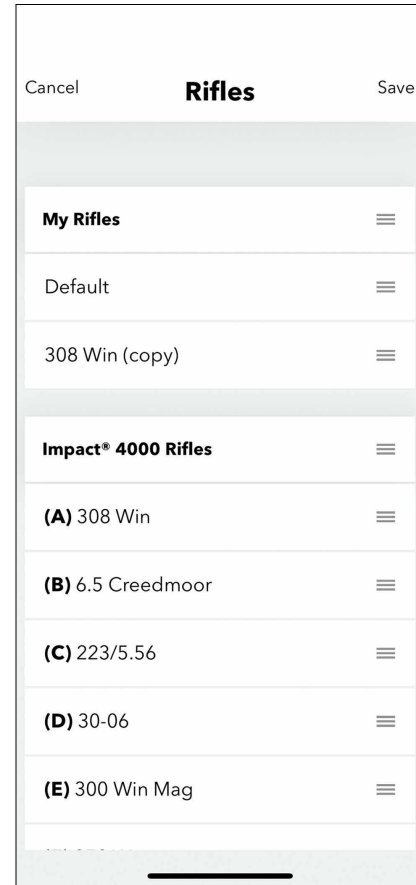 Cancel Rifles Save
My Rifles
Default
308 Win (copy)
Impact® 4000 Rifles
(A) 308 Win
(B) 6.5 Creedmoor
(C) 223/5.56
(D) 30-06
(E) 300 Win Mag